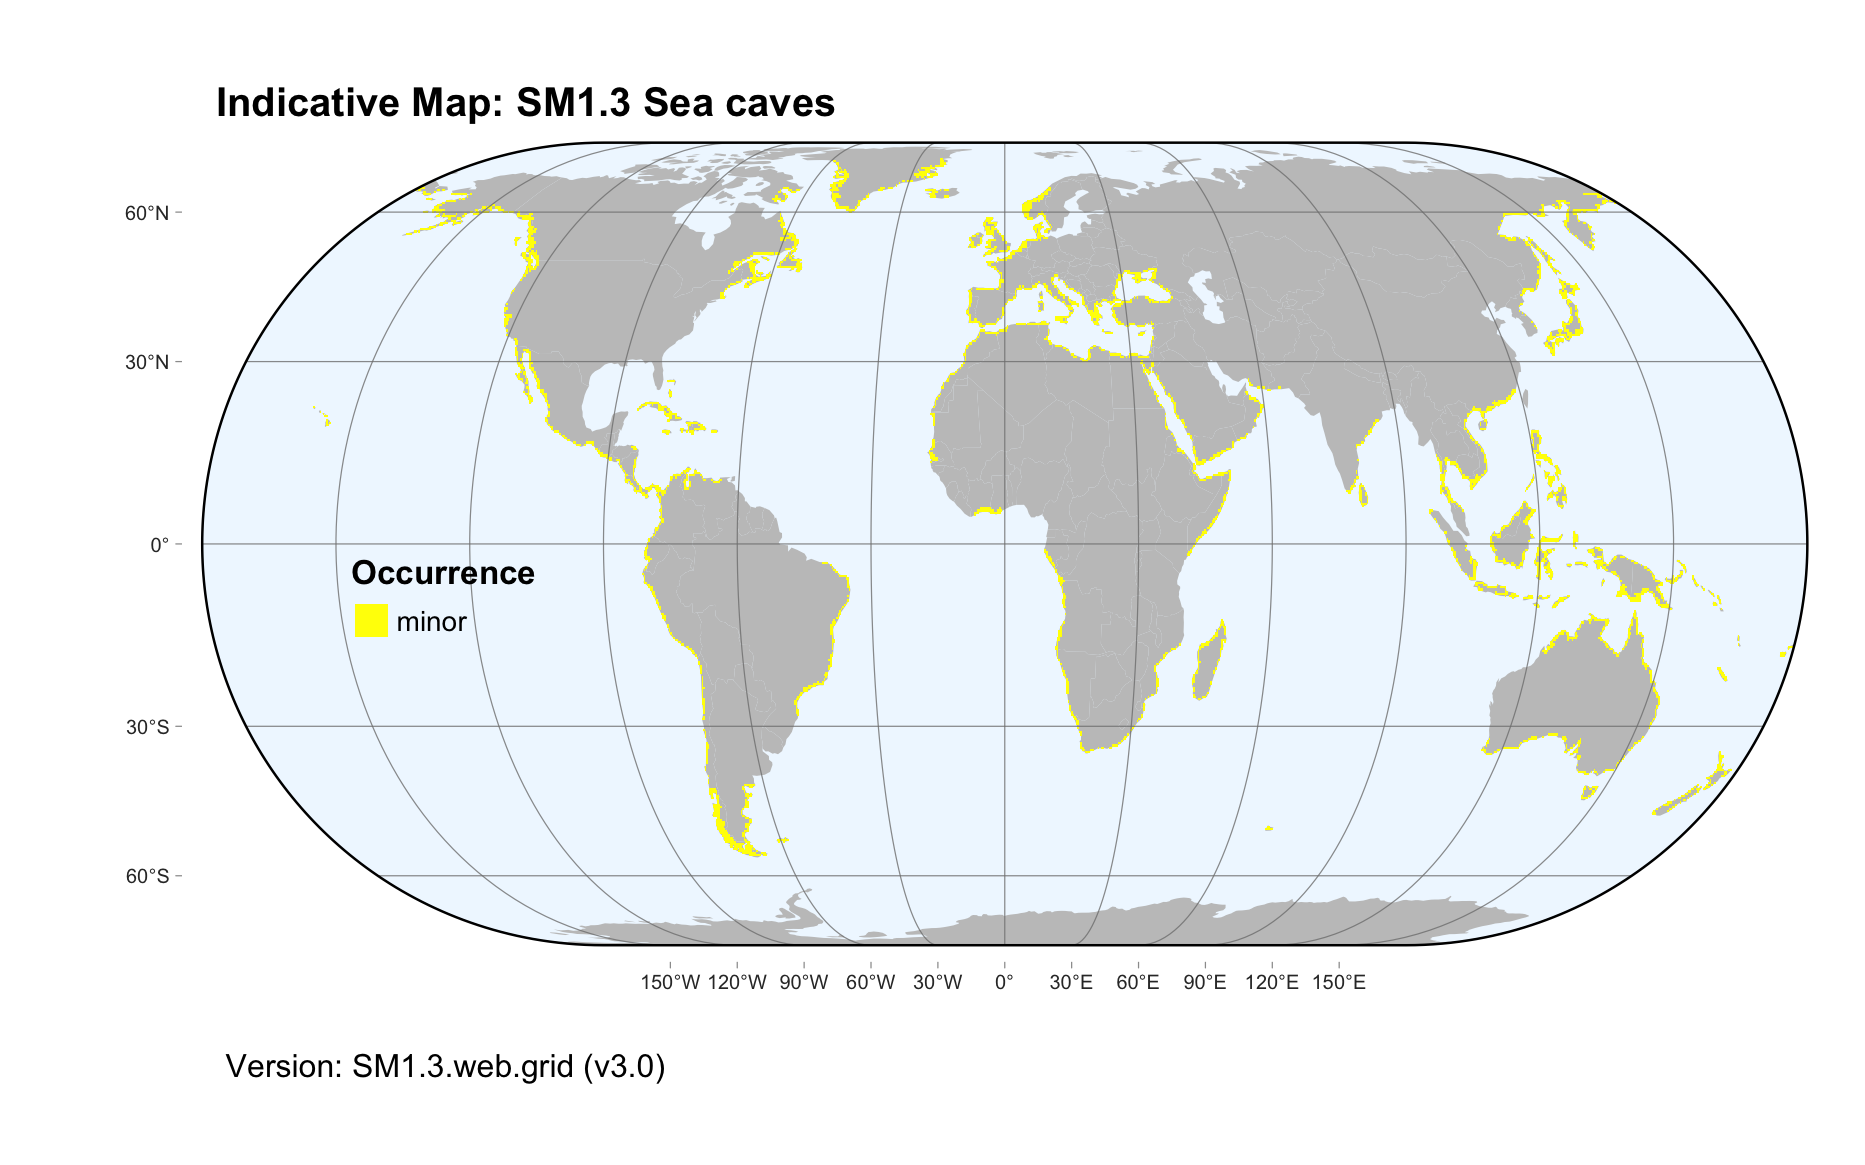 Indicative Map: SM1.3 Sea caves
60°N
30°N
0°
30°S
60°S
Occurrence
minor
150°W 120°W 90°W 60°W 30°W 0° 30°E 60°E 90°E 120°E 150°E
Version: SM1.3.web.grid (v3.0)